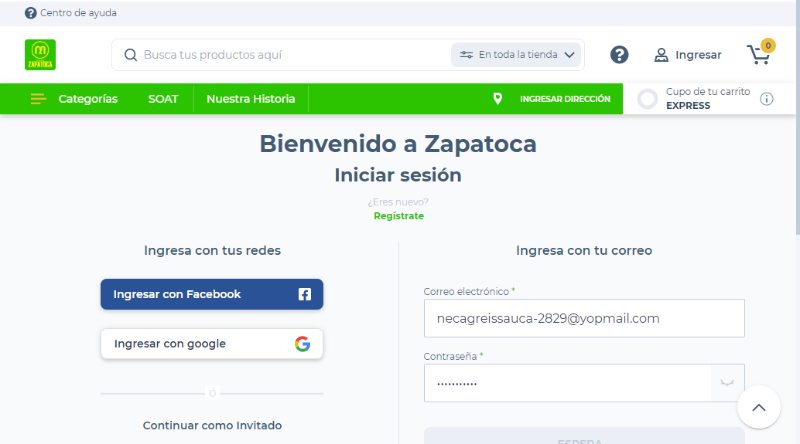 Centro de ayuda
ZAPATOCA
Busca tus productos aquí
En toda la tienda
Ingresar
0
Categorías
SOAT
Nuestra Historia
INGRESAR DIRECCIÓN
Cupo de tu carrito
EXPRESS
Bienvenido a Zapatoca
Iniciar sesión
¿Eres nuevo?
Regístrate
Ingresa con tus redes
Ingresar con Facebook
Ingresar con google
O
Continuar como Invitado
Ingresa con tu correo
Correo electrónico *
necagreissauca-2829@yopmail.com
Contraseña *
•••••••••••
ESPERA